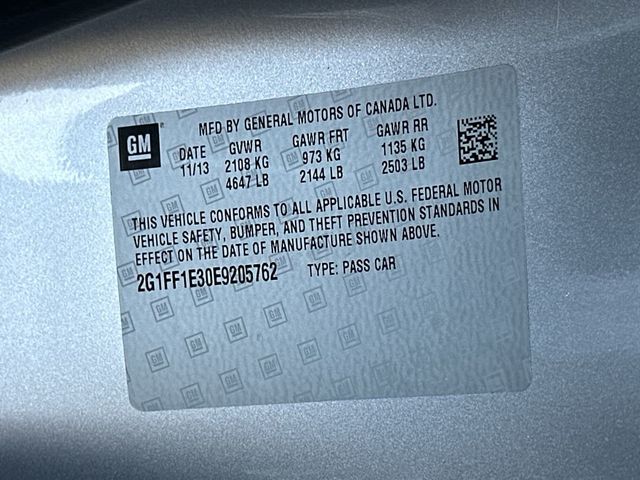 GM
MFD BY GENERAL MOTORS OF CANADA LTD.
DATE GVWR GAWR FRT GAWR RR
11/13 2108 KG 973 KG 1135 KG
4647 LB 2144 LB 2503 LB
THIS VEHICLE CONFORMS TO ALL APPLICABLE U.S. FEDERAL MOTOR
VEHICLE SAFETY, BUMPER, AND THEFT PREVENTION STANDARDS IN
EFFECT ON THE DATE OF MANUFACTURE SHOWN ABOVE.
2G1FF1E30E9205762 TYPE: PASS CAR